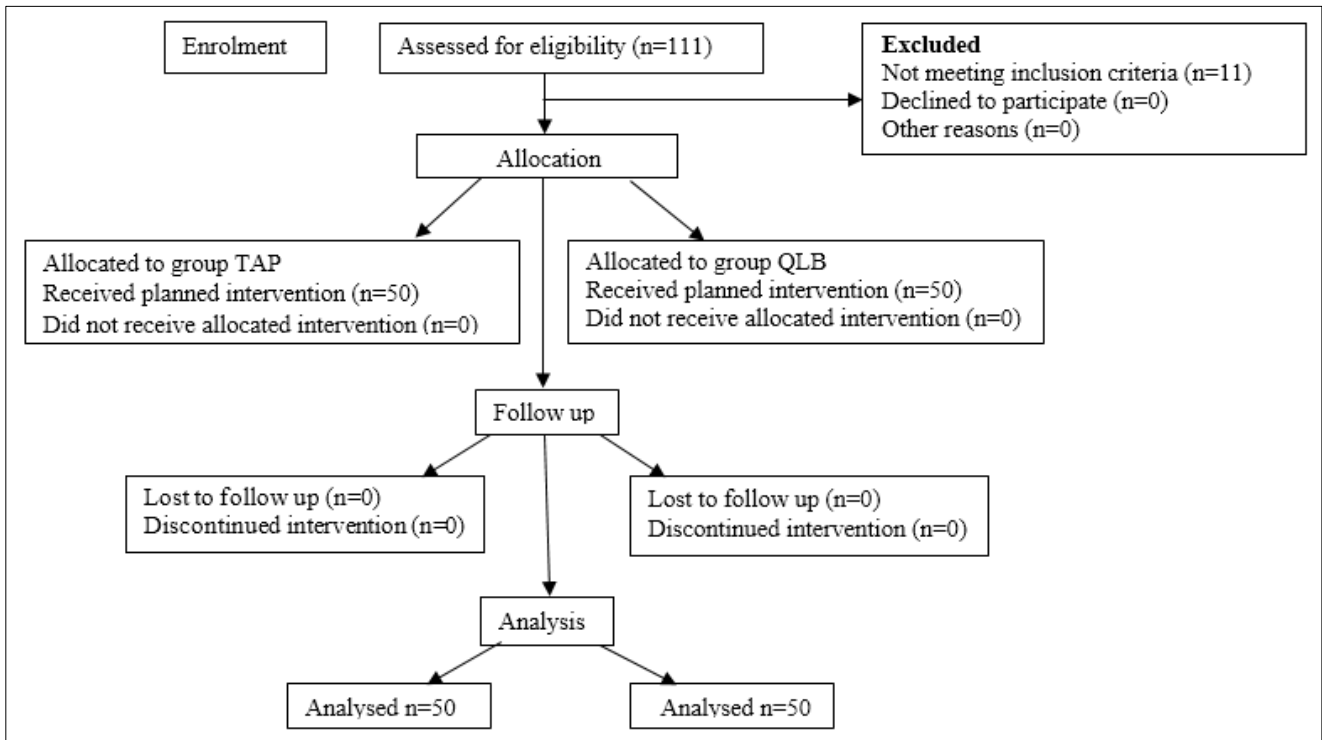 Enrolment
Assessed for eligibility (n=111)
Excluded
Not meeting inclusion criteria (n=11)
Declined to participate (n=0)
Other reasons (n=0)
Allocation
Allocated to group TAP
Received planned intervention (n=50)
Did not receive allocated intervention (n=0)
Allocated to group QLB
Received planned intervention (n=50)
Did not receive allocated intervention (n=0)
Follow up
Lost to follow up (n=0)
Discontinued intervention (n=0)
Lost to follow up (n=0)
Discontinued intervention (n=0)
Analysis
Analysed n=50
Analysed n=50